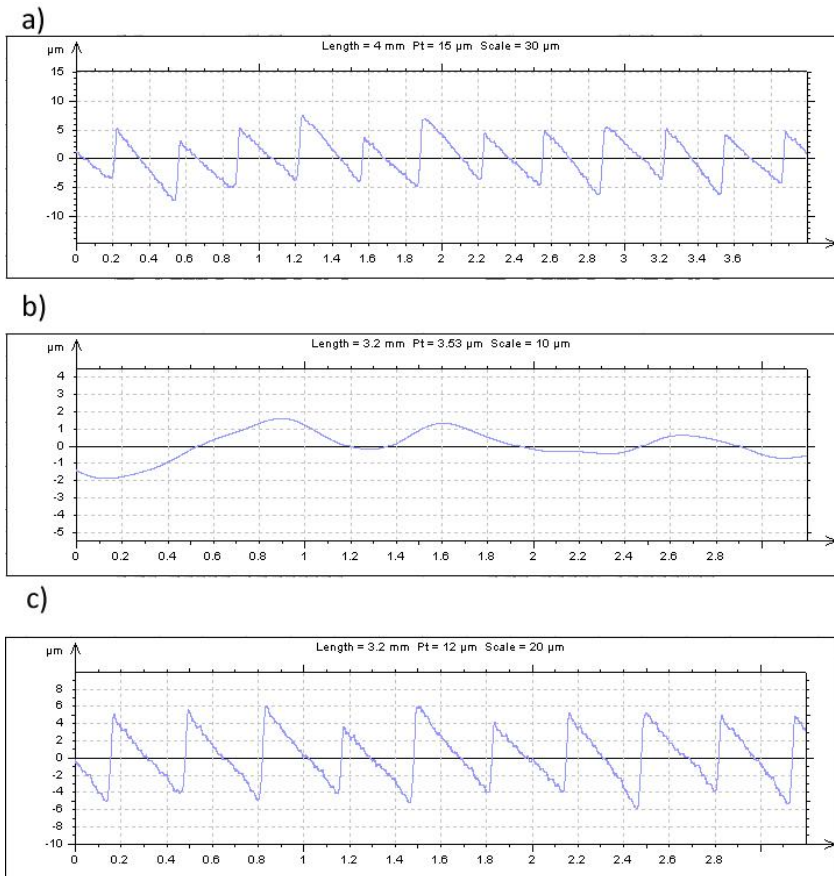 a)
Length = 4 mm Pt = 15 µm Scale = 30 µm
µm
15
10
5
0
-5
-10
0 0.2 0.4 0.6 0.8 1 1.2 1.4 1.6 1.8 2 2.2 2.4 2.6 2.8 3 3.2 3.4 3.6
b)
Length = 3.2 mm Pt = 3.53 µm Scale = 10 µm
µm
4
3
2
1
0
-1
-2
-3
-4
-5
0 0.2 0.4 0.6 0.8 1 1.2 1.4 1.6 1.8 2 2.2 2.4 2.6 2.8
c)
Length = 3.2 mm Pt = 12 µm Scale = 20 µm
µm
8
6
4
2
0
-2
-4
-6
-8
-10
0 0.2 0.4 0.6 0.8 1 1.2 1.4 1.6 1.8 2 2.2 2.4 2.6 2.8